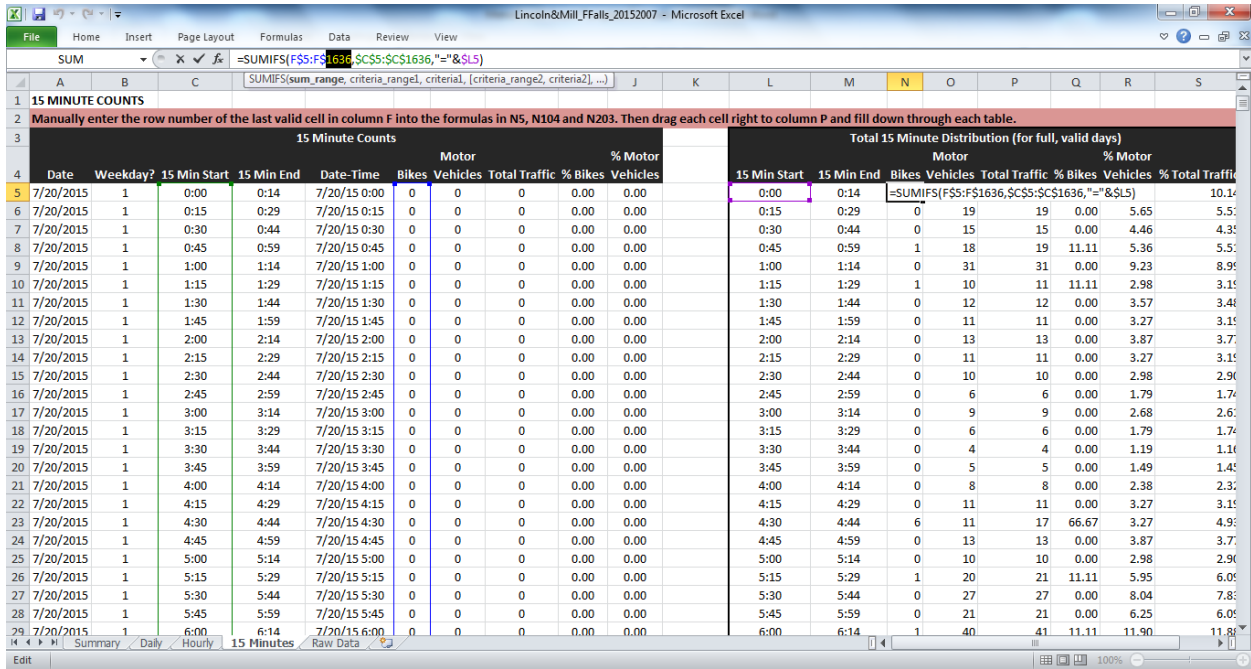 Lincoln&Mill_FFalls_20152007 - Microsoft Excel
File Home Insert Page Layout Formulas Data Review View
SUM fx =SUMIFS(F$5:F$1636,$C$5:$C$1636,"="&$L5)
SUMIFS(sum_range, criteria_range1, criteria1, [criteria_range2, criteria2], ...)
A B C J K L M N O P Q R S
1 15 MINUTE COUNTS
2 Manually enter the row number of the last valid cell in column F into the formulas in N5, N104 and N203. Then drag each cell right to column P and fill down through each table.
3 15 Minute Counts Total 15 Minute Distribution (for full, valid days)
Motor % Motor Motor % Motor
4 Date Weekday? 15 Min Start 15 Min End Date-Time Bikes Vehicles Total Traffic % Bikes Vehicles 15 Min Start 15 Min End Bikes Vehicles Total Traffic % Bikes Vehicles % Total Traffic
5 7/20/2015 1 0:00 0:14 7/20/15 0:00 0 0 0 0.00 0.00 0:00 0:14 =SUMIFS(F$5:F$1636,$C$5:$C$1636,"="&$L5) 10.14
6 7/20/2015 1 0:15 0:29 7/20/15 0:15 0 0 0 0.00 0.00 0:15 0:29 0 19 19 0.00 5.65 5.51
7 7/20/2015 1 0:30 0:44 7/20/15 0:30 0 0 0 0.00 0.00 0:30 0:44 0 15 15 0.00 4.46 4.35
8 7/20/2015 1 0:45 0:59 7/20/15 0:45 0 0 0 0.00 0.00 0:45 0:59 1 18 19 11.11 5.36 5.51
9 7/20/2015 1 1:00 1:14 7/20/15 1:00 0 0 0 0.00 0.00 1:00 1:14 0 31 31 0.00 9.23 8.99
10 7/20/2015 1 1:15 1:29 7/20/15 1:15 0 0 0 0.00 0.00 1:15 1:29 1 10 11 11.11 2.98 3.19
11 7/20/2015 1 1:30 1:44 7/20/15 1:30 0 0 0 0.00 0.00 1:30 1:44 0 12 12 0.00 3.57 3.48
12 7/20/2015 1 1:45 1:59 7/20/15 1:45 0 0 0 0.00 0.00 1:45 1:59 0 11 11 0.00 3.27 3.19
13 7/20/2015 1 2:00 2:14 7/20/15 2:00 0 0 0 0.00 0.00 2:00 2:14 0 13 13 0.00 3.87 3.77
14 7/20/2015 1 2:15 2:29 7/20/15 2:15 0 0 0 0.00 0.00 2:15 2:29 0 11 11 0.00 3.27 3.19
15 7/20/2015 1 2:30 2:44 7/20/15 2:30 0 0 0 0.00 0.00 2:30 2:44 0 10 10 0.00 2.98 2.90
16 7/20/2015 1 2:45 2:59 7/20/15 2:45 0 0 0 0.00 0.00 2:45 2:59 0 6 6 0.00 1.79 1.74
17 7/20/2015 1 3:00 3:14 7/20/15 3:00 0 0 0 0.00 0.00 3:00 3:14 0 9 9 0.00 2.68 2.61
18 7/20/2015 1 3:15 3:29 7/20/15 3:15 0 0 0 0.00 0.00 3:15 3:29 0 6 6 0.00 1.79 1.74
19 7/20/2015 1 3:30 3:44 7/20/15 3:30 0 0 0 0.00 0.00 3:30 3:44 0 4 4 0.00 1.19 1.16
20 7/20/2015 1 3:45 3:59 7/20/15 3:45 0 0 0 0.00 0.00 3:45 3:59 0 5 5 0.00 1.49 1.45
21 7/20/2015 1 4:00 4:14 7/20/15 4:00 0 0 0 0.00 0.00 4:00 4:14 0 8 8 0.00 2.38 2.32
22 7/20/2015 1 4:15 4:29 7/20/15 4:15 0 0 0 0.00 0.00 4:15 4:29 0 11 11 0.00 3.27 3.19
23 7/20/2015 1 4:30 4:44 7/20/15 4:30 0 0 0 0.00 0.00 4:30 4:44 6 11 17 66.67 3.27 4.93
24 7/20/2015 1 4:45 4:59 7/20/15 4:45 0 0 0 0.00 0.00 4:45 4:59 0 13 13 0.00 3.87 3.77
25 7/20/2015 1 5:00 5:14 7/20/15 5:00 0 0 0 0.00 0.00 5:00 5:14 0 10 10 0.00 2.98 2.90
26 7/20/2015 1 5:15 5:29 7/20/15 5:15 0 0 0 0.00 0.00 5:15 5:29 1 20 21 11.11 5.95 6.09
27 7/20/2015 1 5:30 5:44 7/20/15 5:30 0 0 0 0.00 0.00 5:30 5:44 0 27 27 0.00 8.04 7.83
28 7/20/2015 1 5:45 5:59 7/20/15 5:45 0 0 0 0.00 0.00 5:45 5:59 0 21 21 0.00 6.25 6.09
29 7/20/2015 1 6:00 6:14 7/20/15 6:00 0 0 0 0.00 0.00 6:00 6:14 1 40 41 11.11 11.90 11.88
Summary Daily Hourly 15 Minutes Raw Data
Edit 100%